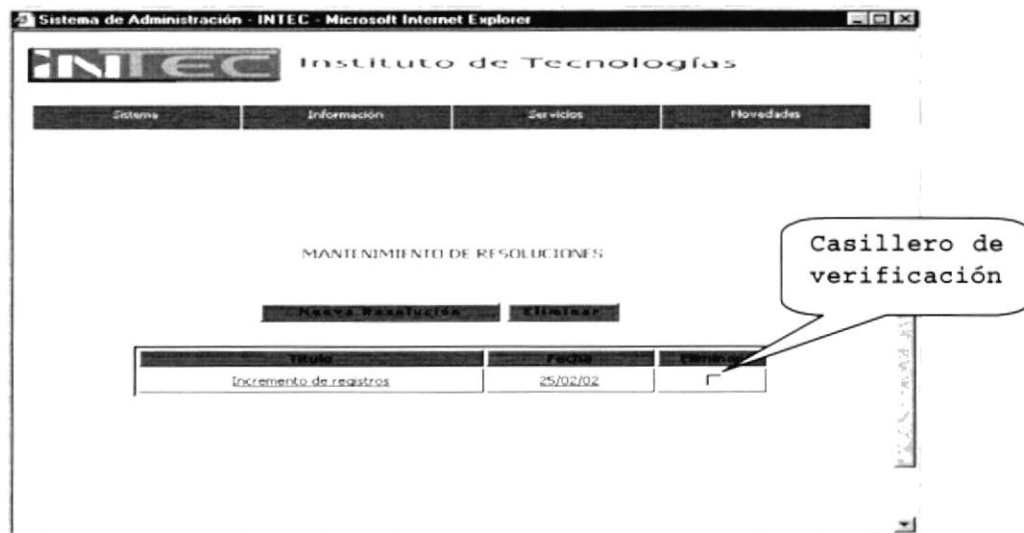 Sistema de Administración - INTEC - Microsoft Internet Explorer
INTEC Instituto de Tecnologías
Sistema Información Servicios Novedades
Casillero de
verificación
MANTENIMIENTO DE RESOLUCIONES
Nueva Resolución Eliminar
Título Fecha Eliminar
Incremento de registros 25/02/02